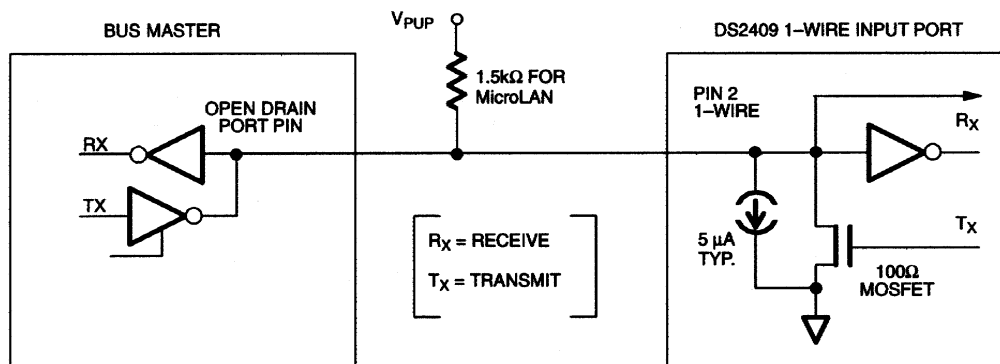 BUS MASTER
V_PUP
DS2409 1–WIRE INPUT PORT
1.5kΩ FOR
MicroLAN
OPEN DRAIN
PORT PIN
PIN 2
1–WIRE
RX
R_X
TX
R_X = RECEIVE
T_X = TRANSMIT
5 µA
TYP.
T_X
100Ω
MOSFET